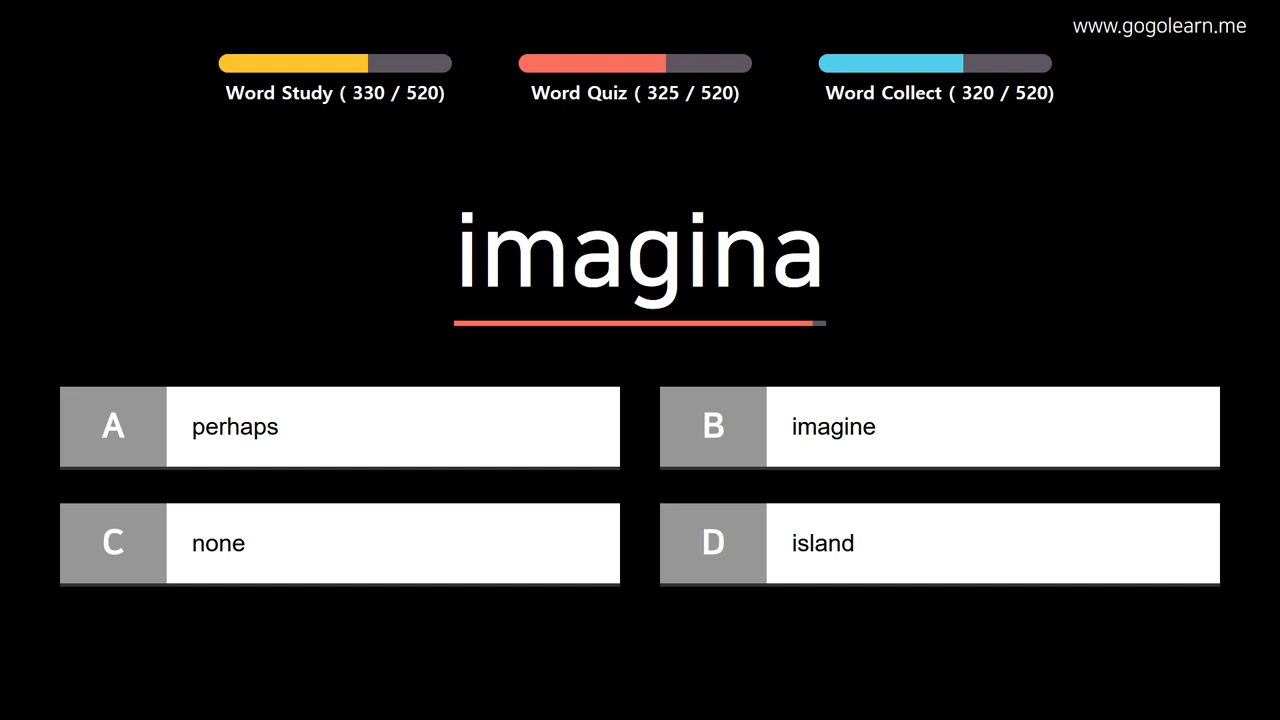 www.gogolearn.me
Word Study ( 330 / 520)
Word Quiz ( 325 / 520)
Word Collect ( 320 / 520)
imagina
A perhaps
B imagine
C none
D island